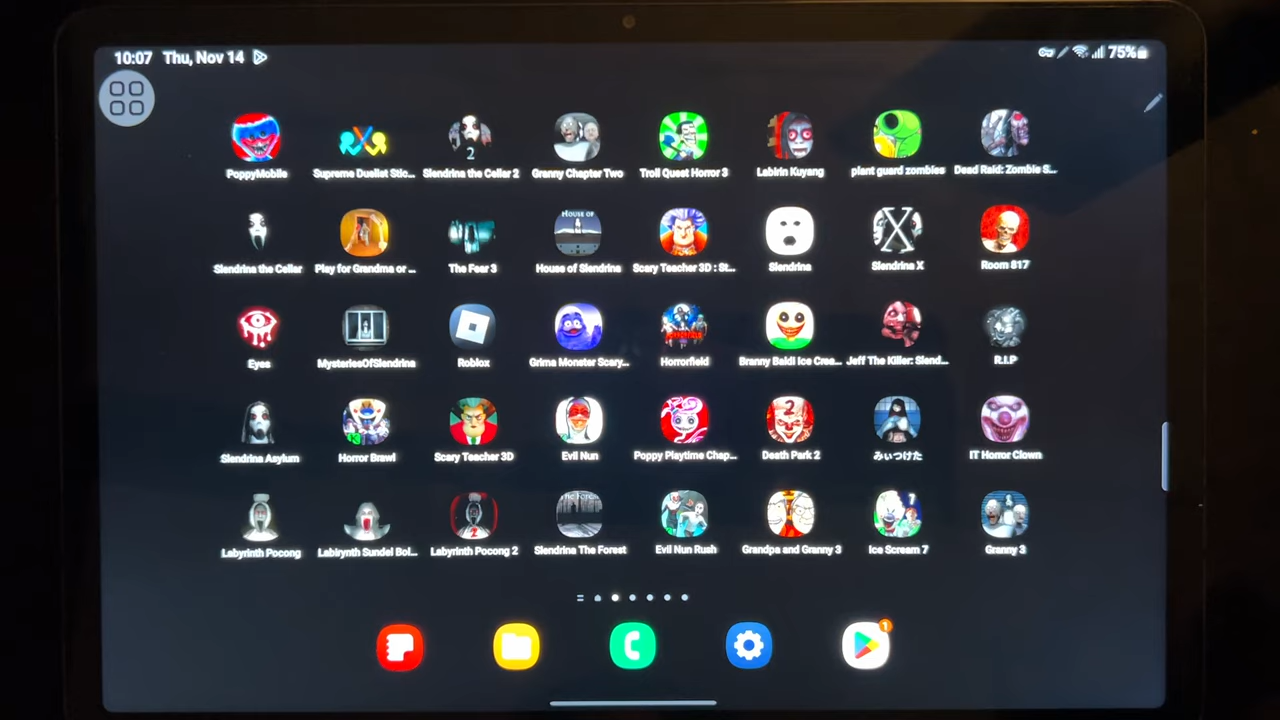 10:07 Thu, Nov 14 75%
PoppyMobile Supreme Duelist Stic... Slendrina the Cellar 2 Granny Chapter Two Troll Quest Horror 3 Labirin Kuyang plant guard zombies Dead Raid: Zombie S...
Slendrina the Cellar Play for Grandma or ... The Fear 3 House of Slendrina Scary Teacher 3D : St... Slendrina Slendrina X Room 817
Eyes MysteriesOfSlendrina Roblox Grima Monster Scary... Horrorfield Branny Baldi Ice Crea... Jeff The Killer: Slend... R.I.P
Slendrina Asylum Horror Brawl Scary Teacher 3D Evil Nun Poppy Playtime Chap... Death Park 2 みぃつけた IT Horror Clown
Labyrinth Pocong Labirynth Sundel Bol... Labyrinth Pocong 2 Slendrina The Forest Evil Nun Rush Grandpa and Granny 3 Ice Scream 7 Granny 3
1